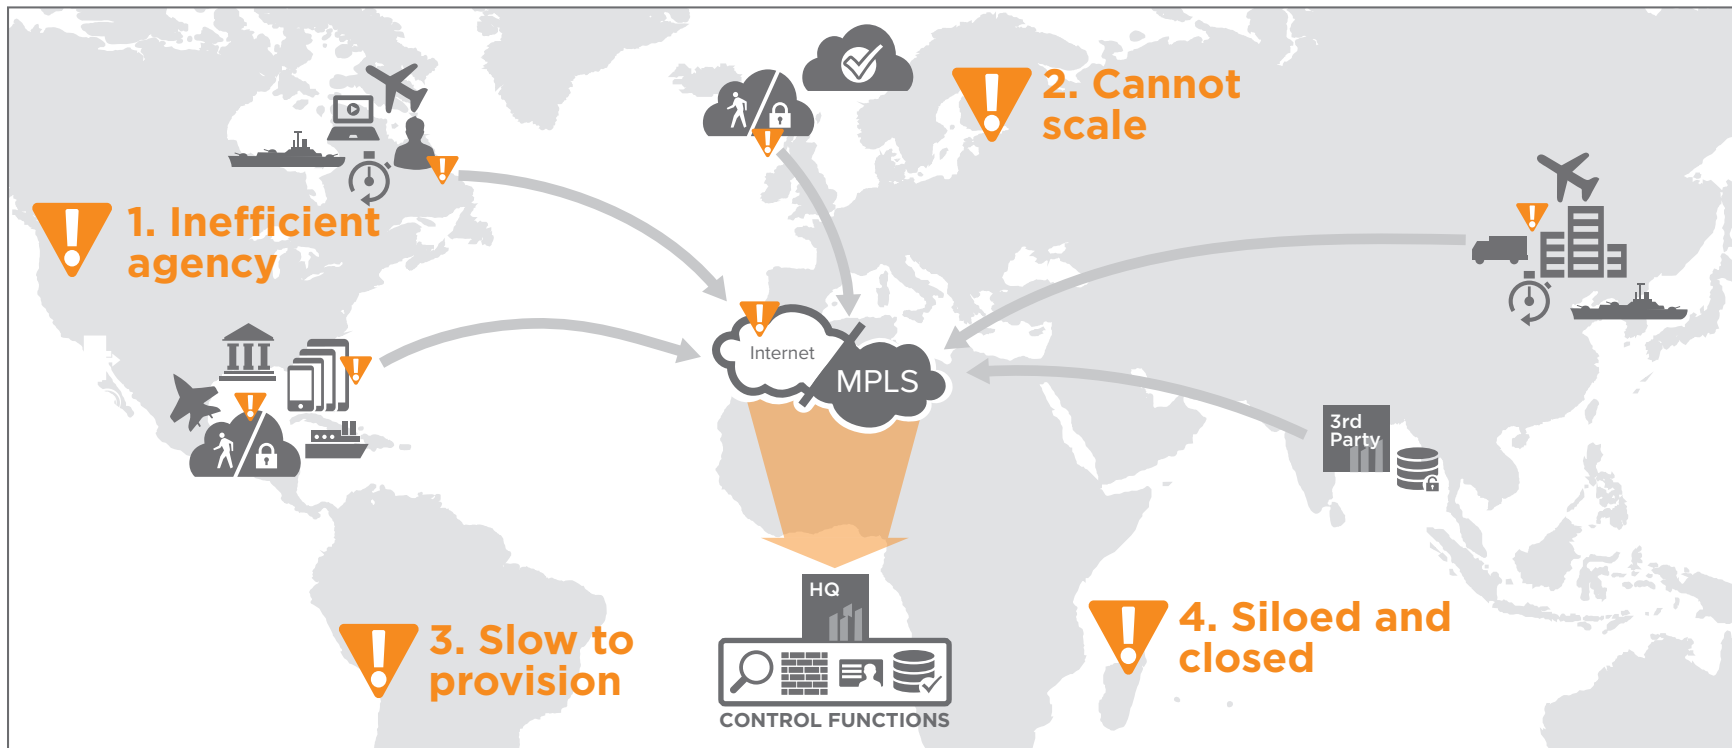 1. Inefficient
agency
2. Cannot
scale
Internet
MPLS
3rd
Party
HQ
CONTROL FUNCTIONS
3. Slow to
provision
4. Siloed and
closed